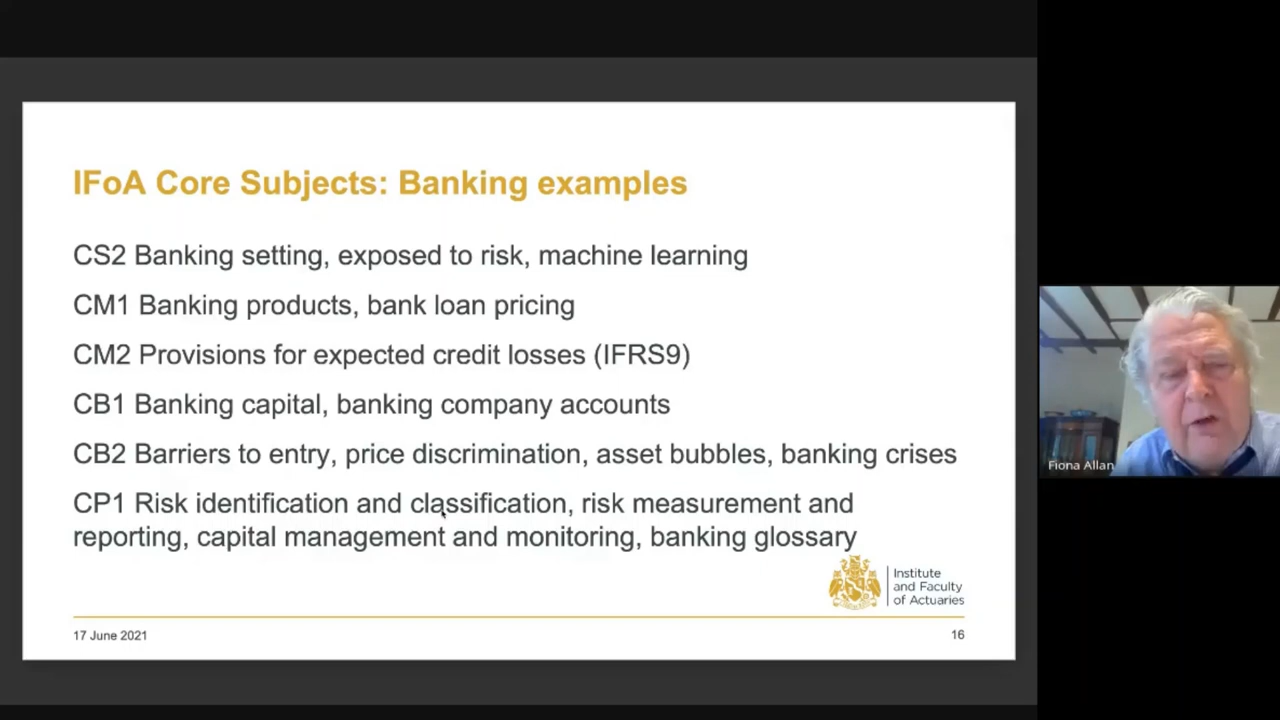 IFoA Core Subjects: Banking examples
CS2 Banking setting, exposed to risk, machine learning
CM1 Banking products, bank loan pricing
CM2 Provisions for expected credit losses (IFRS9)
CB1 Banking capital, banking company accounts
CB2 Barriers to entry, price discrimination, asset bubbles, banking crises
CP1 Risk identification and classification, risk measurement and
reporting, capital management and monitoring, banking glossary
Institute
and Faculty
of Actuaries
17 June 2021
16
Fiona Allan